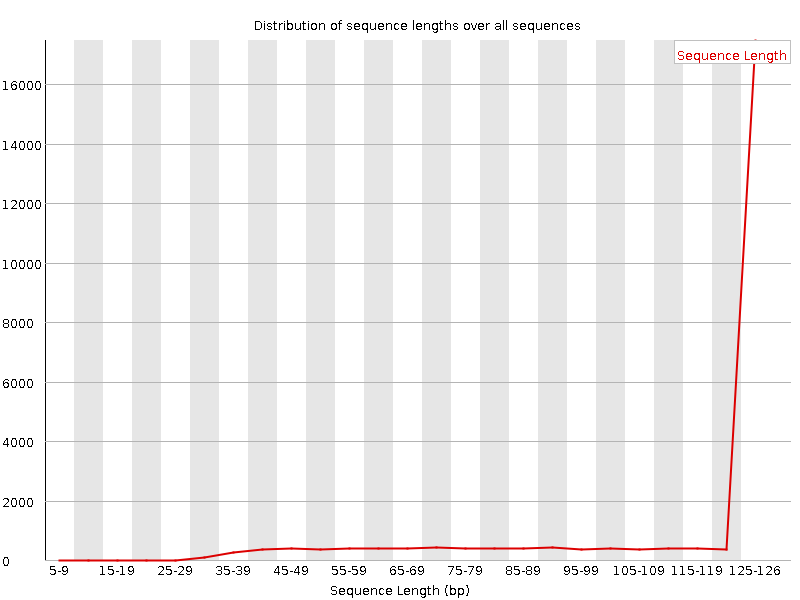 Distribution of sequence lengths over all sequences
Sequence Length
16000
14000
12000
10000
8000
6000
4000
2000
0
5-9 15-19 25-29 35-39 45-49 55-59 65-69 75-79 85-89 95-99 105-109 115-119 125-126
Sequence Length (bp)